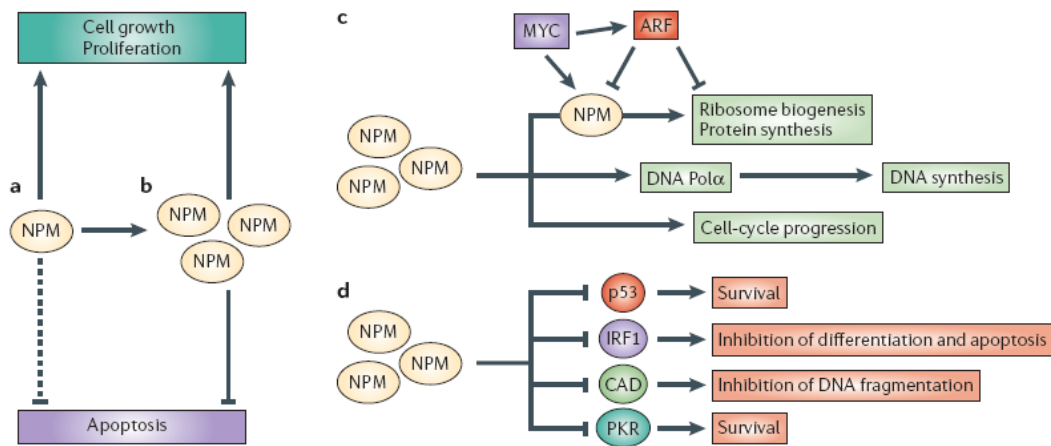 Cell growth
Proliferation
a
b
NPM
NPM
NPM
NPM
Apoptosis
c
MYC
ARF
NPM
Ribosome biogenesis
Protein synthesis
NPM
NPM
NPM
DNA Polα
DNA synthesis
Cell-cycle progression
d
p53
Survival
NPM
NPM
NPM
IRF1
Inhibition of differentiation and apoptosis
CAD
Inhibition of DNA fragmentation
PKR
Survival